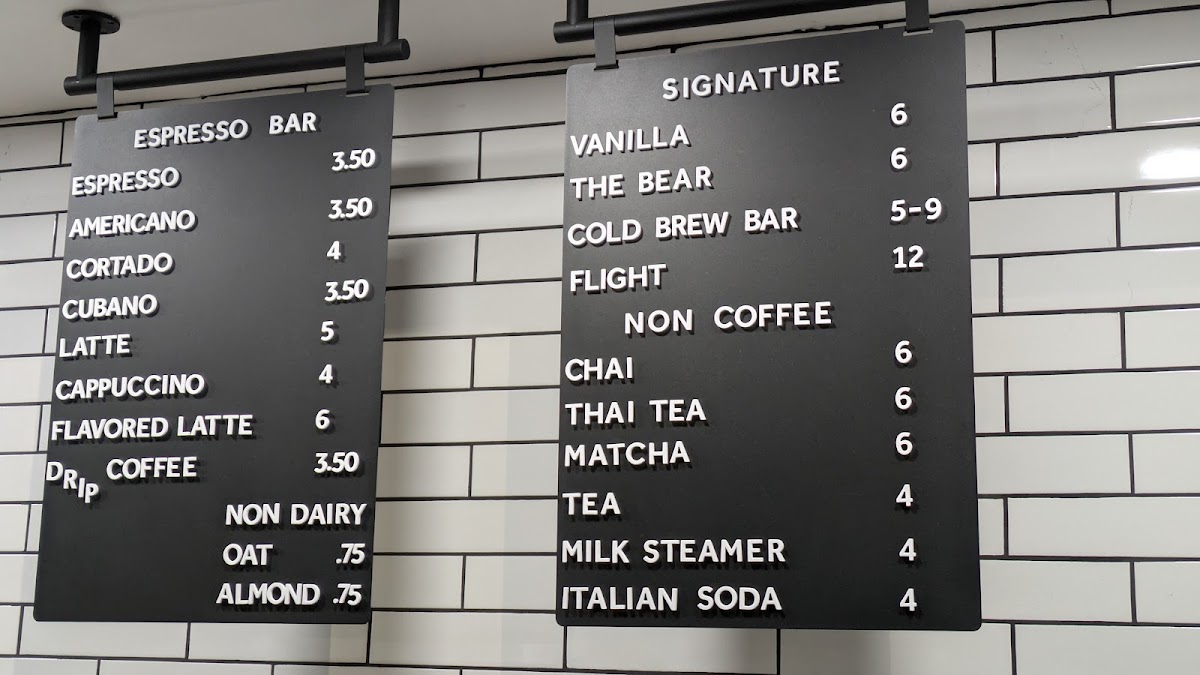 ESPRESSO BAR
ESPRESSO 3.50
AMERICANO 3.50
CORTADO 4
CUBANO 3.50
LATTE 5
CAPPUCCINO 4
FLAVORED LATTE 6
DRIP COFFEE 3.50
NON DAIRY
OAT .75
ALMOND .75
SIGNATURE
VANILLA 6
THE BEAR 6
COLD BREW BAR 5-9
FLIGHT 12
NON COFFEE
CHAI 6
THAI TEA 6
MATCHA 6
TEA 4
MILK STEAMER 4
ITALIAN SODA 4